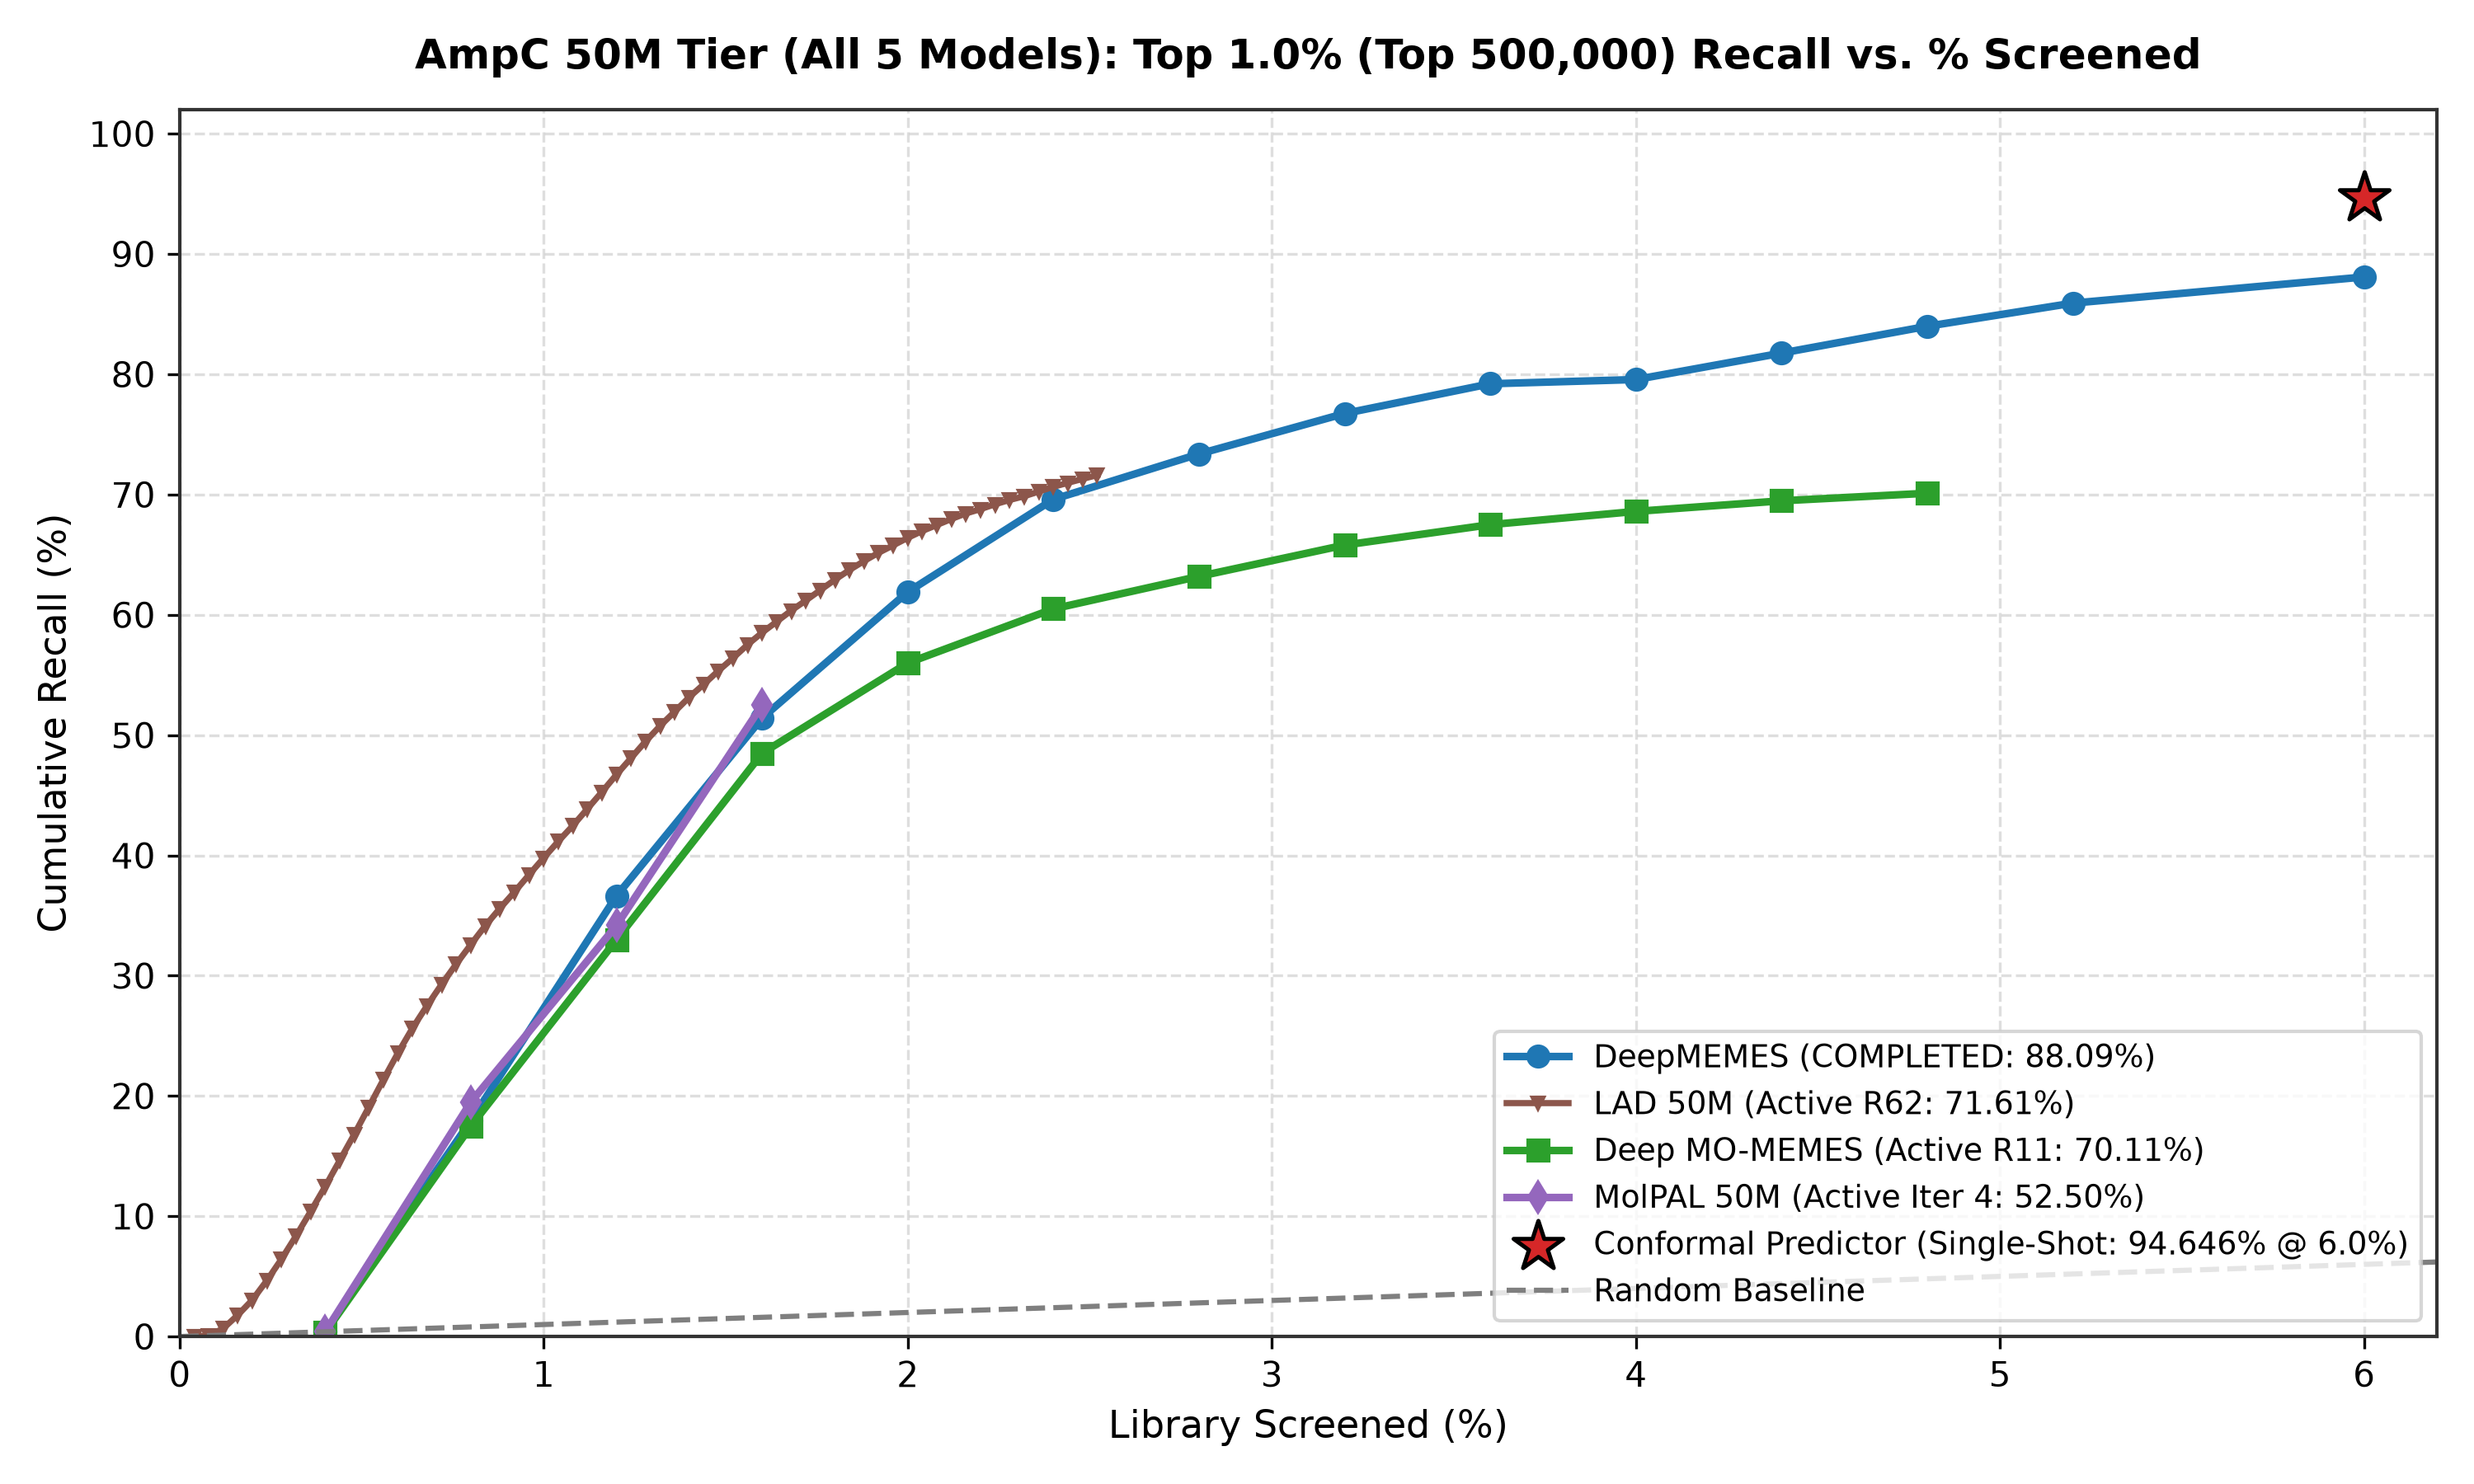 AmpC 50M Tier (All 5 Models): Top 1.0% (Top 500,000) Recall vs. % Screened
Cumulative Recall (%)
100
90
80
70
60
50
40
30
20
10
0
0 1 2 3 4 5 6
Library Screened (%)
DeepMEMES (COMPLETED: 88.09%)
LAD 50M (Active R62: 71.61%)
Deep MO-MEMES (Active R11: 70.11%)
MolPAL 50M (Active Iter 4: 52.50%)
Conformal Predictor (Single-Shot: 94.646% @ 6.0%)
Random Baseline